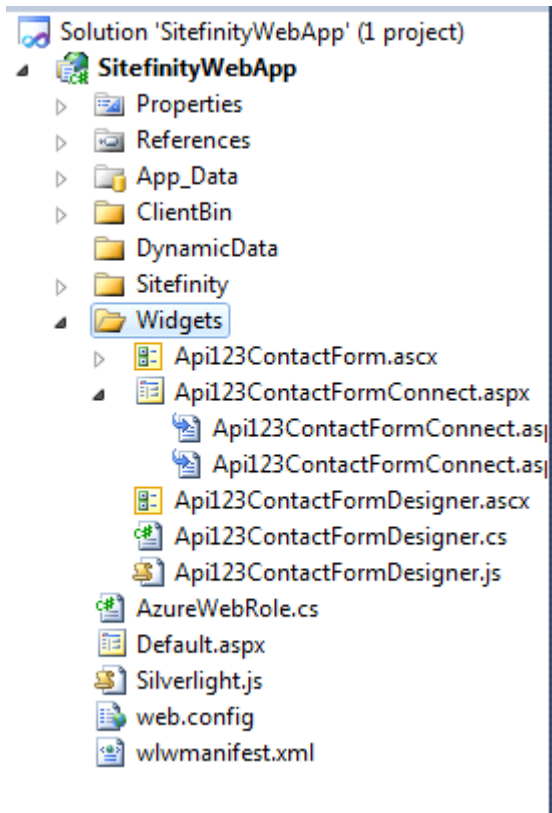 Solution 'SitefinityWebApp' (1 project)
SitefinityWebApp
Properties
References
App_Data
ClientBin
DynamicData
Sitefinity
Widgets
Api123ContactForm.ascx
Api123ContactFormConnect.aspx
Api123ContactFormConnect.as
Api123ContactFormConnect.as
Api123ContactFormDesigner.ascx
Api123ContactFormDesigner.cs
Api123ContactFormDesigner.js
AzureWebRole.cs
Default.aspx
Silverlight.js
web.config
wlwmanifest.xml